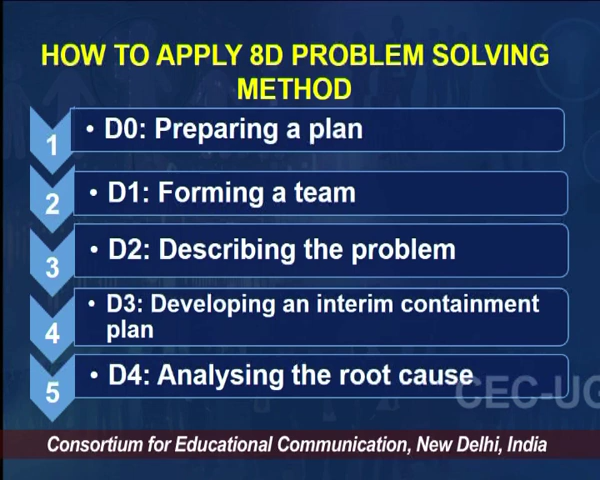 HOW TO APPLY 8D PROBLEM SOLVING
METHOD
1
• D0: Preparing a plan
2
• D1: Forming a team
3
• D2: Describing the problem
4
• D3: Developing an interim containment
plan
5
• D4: Analysing the root cause
CEC-UG
Consortium for Educational Communication, New Delhi, India